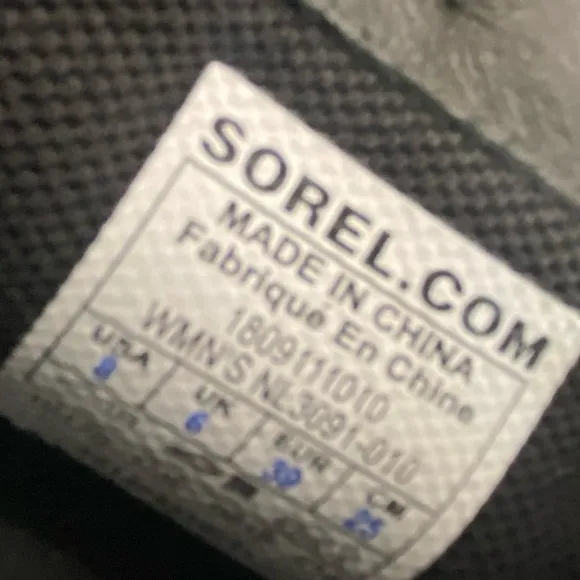 SOREL.COM
MADE IN CHINA
Fabriqué En Chine
1809111010
WMN'S NL3091-010
USA UK EUR CM
8 6 39 25